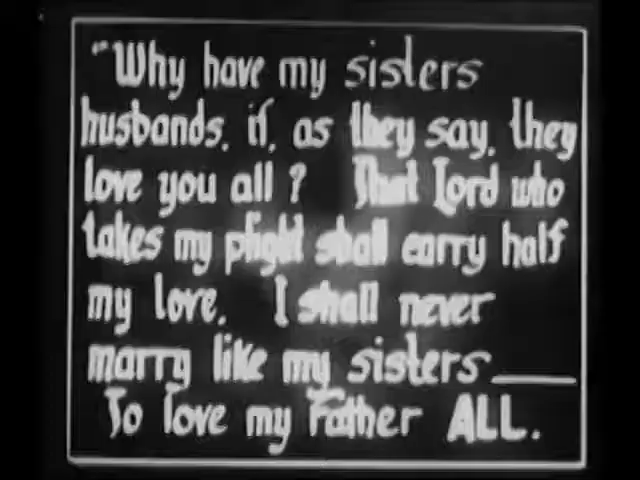 "Why have my sisters
husbands, if, as they say, they
love you all? That Lord who
takes my plight shall carry half
my love. I shall never
marry like my sisters___
To love my Father ALL.